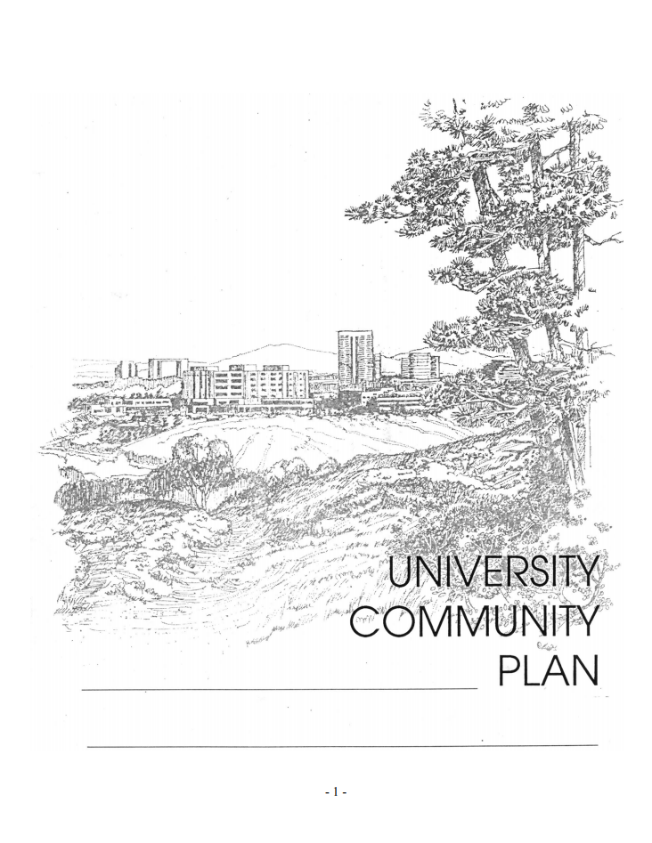 UNIVERSITY
COMMUNITY
PLAN
- 1 -